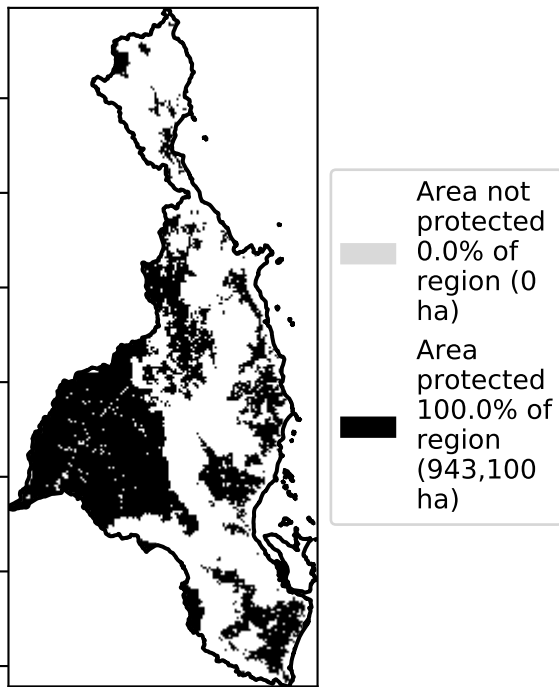 Area not
protected
0.0% of
region (0
ha)
Area
protected
100.0% of
region
(943,100
ha)